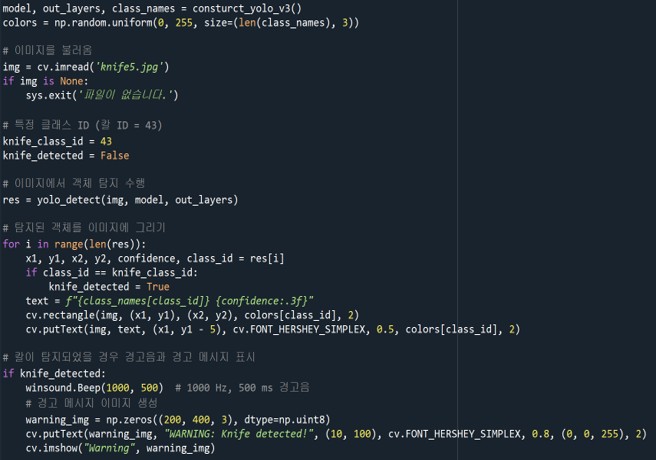 model, out_layers, class_names = consturct_yolo_v3()
colors = np.random.uniform(0, 255, size=(len(class_names), 3))
# 이미지를 불러옴
img = cv.imread('knife5.jpg')
if img is None:
    sys.exit('파일이 없습니다.')
# 특정 클래스 ID (칼 ID = 43)
knife_class_id = 43
knife_detected = False
# 이미지에서 객체 탐지 수행
res = yolo_detect(img, model, out_layers)
# 탐지된 객체를 이미지에 그리기
for i in range(len(res)):
    x1, y1, x2, y2, confidence, class_id = res[i]
    if class_id == knife_class_id:
        knife_detected = True
    text = f"{class_names[class_id]} {confidence:.3f}"
    cv.rectangle(img, (x1, y1), (x2, y2), colors[class_id], 2)
    cv.putText(img, text, (x1, y1 - 5), cv.FONT_HERSHEY_SIMPLEX, 0.5, colors[class_id], 2)
# 칼이 탐지되었을 경우 경고음과 경고 메시지 표시
if knife_detected:
    winsound.Beep(1000, 500)  # 1000 Hz, 500 ms 경고음
    # 경고 메시지 이미지 생성
    warning_img = np.zeros((200, 400, 3), dtype=np.uint8)
    cv.putText(warning_img, "WARNING: Knife detected!", (10, 100), cv.FONT_HERSHEY_SIMPLEX, 0.8, (0, 0, 255), 2)
    cv.imshow("Warning", warning_img)